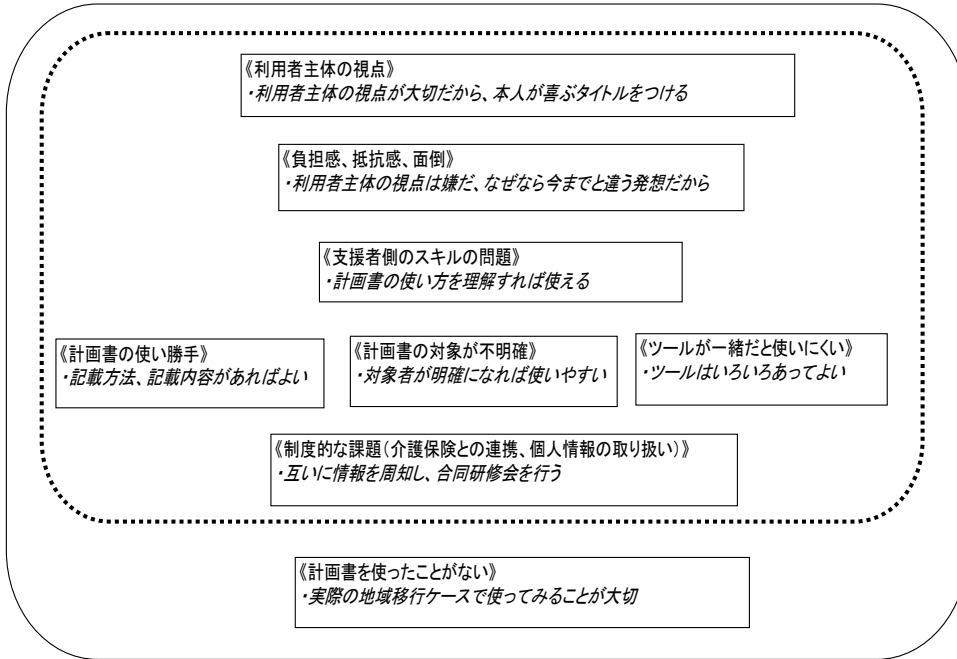 《利用者主体の視点》
・利用者主体の視点が大切だから、本人が喜ぶタイトルをつける
《負担感、抵抗感、面倒》
・利用者主体の視点は嫌だ、なぜなら今までと違う発想だから
《支援者側のスキルの問題》
・計画書の使い方を理解すれば使える
《計画書の使い勝手》
・記載方法、記載内容があればよい
《計画書の対象が不明確》
・対象者が明確になれば使いやすい
《ツールが一緒だと使いにくい》
・ツールはいろいろあってよい
《制度的な課題(介護保険との連携、個人情報の取り扱い)》
・互いに情報を周知し、合同研修会を行う
《計画書を使ったことがない》
・実際の地域移行ケースで使ってみることが大切